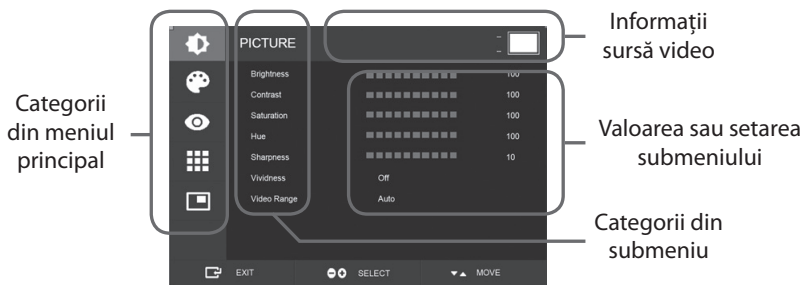 Informații
sursă video
PICTURE
Categorii
din meniul
principal
Brightness 100
Contrast 100
Saturation 100
Hue 100
Sharpness 10
Vividness Off
Video Range Auto
Valoarea sau setarea
submeniului
Categorii din
submeniu
EXIT SELECT MOVE